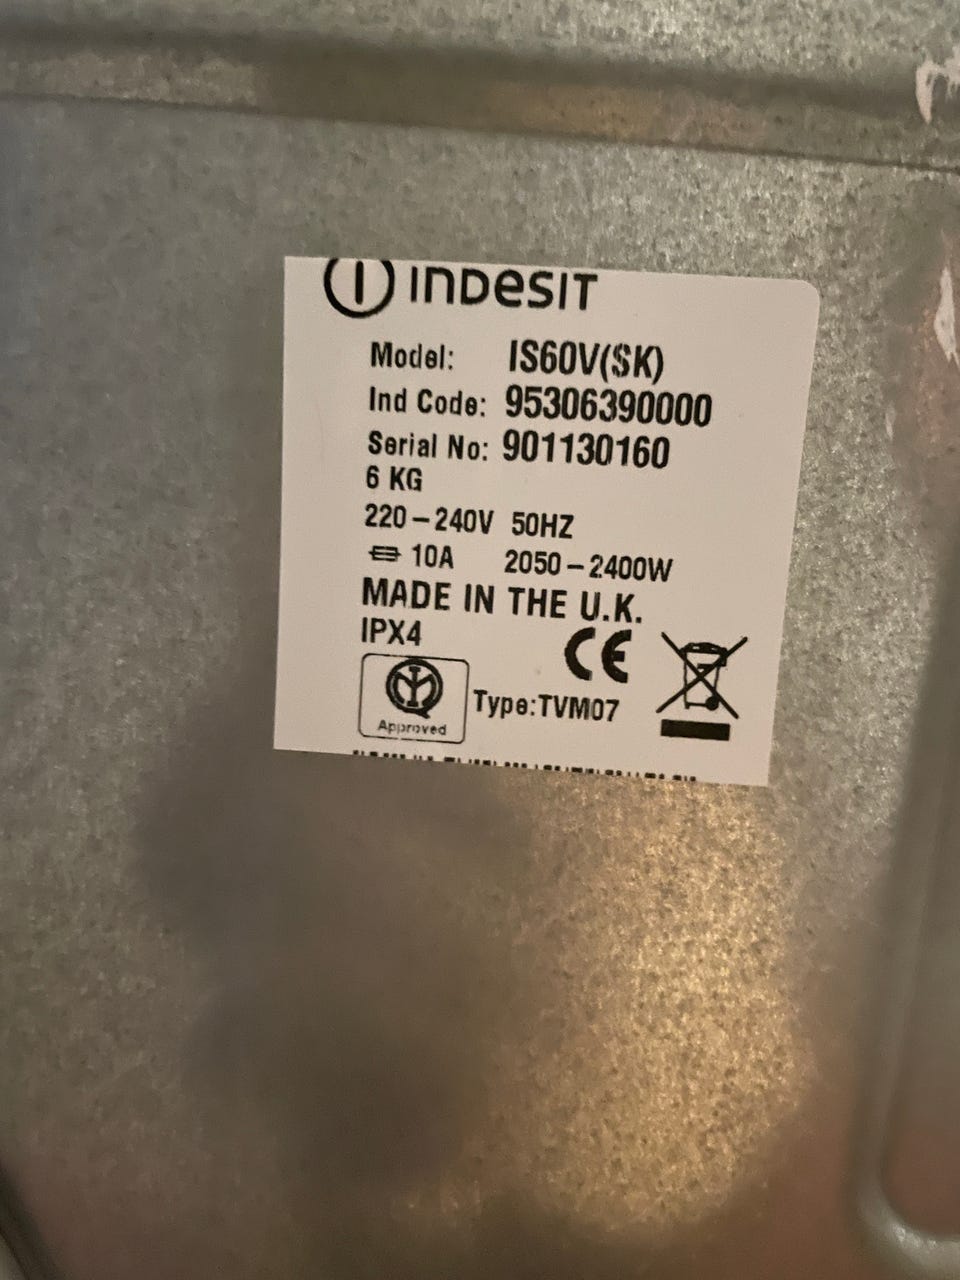 INDESIT
Model: IS60V(SK)
Ind Code: 95306390000
Serial No: 901130160
6 KG
220-240V 50HZ
10A 2050-2400W
MADE IN THE U.K.
IPX4
CE
Approved
Type:TVM07